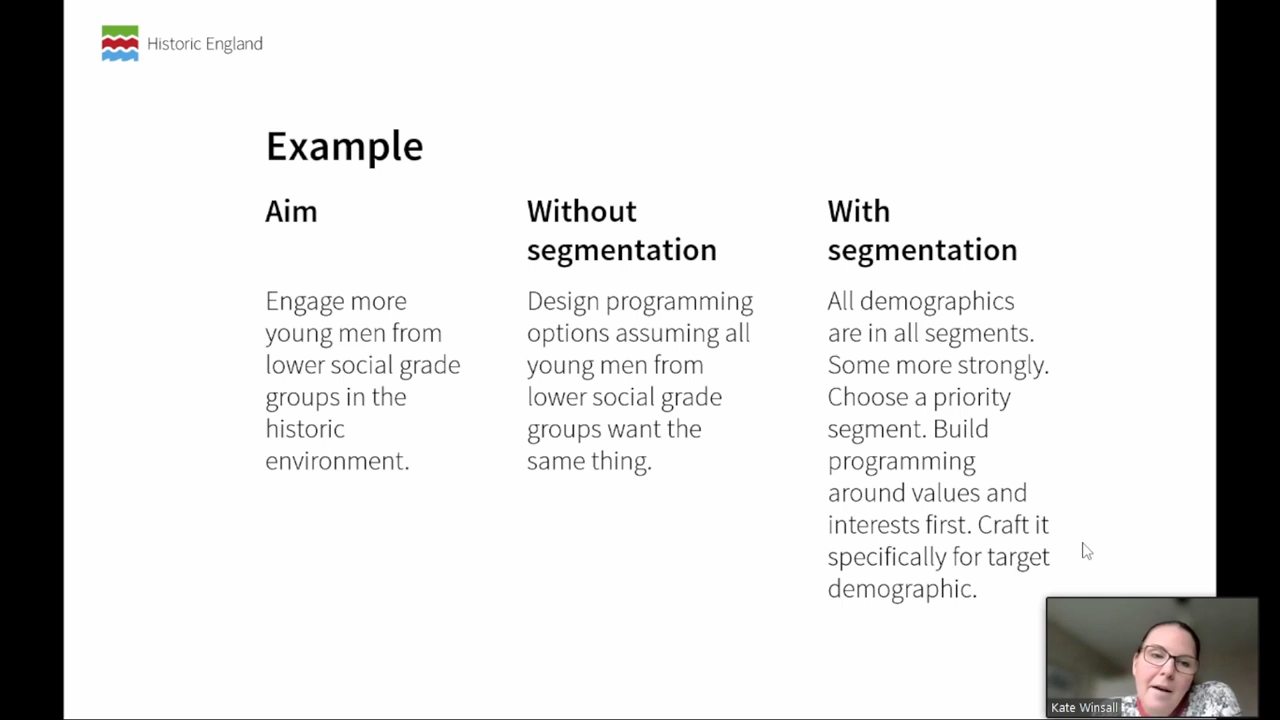 Historic England
Example
Aim
Engage more
young men from
lower social grade
groups in the
historic
environment.
Without
segmentation
Design programming
options assuming all
young men from
lower social grade
groups want the
same thing.
With
segmentation
All demographics
are in all segments.
Some more strongly.
Choose a priority
segment. Build
programming
around values and
interests first. Craft it
specifically for target
demographic.
Kate Winsall